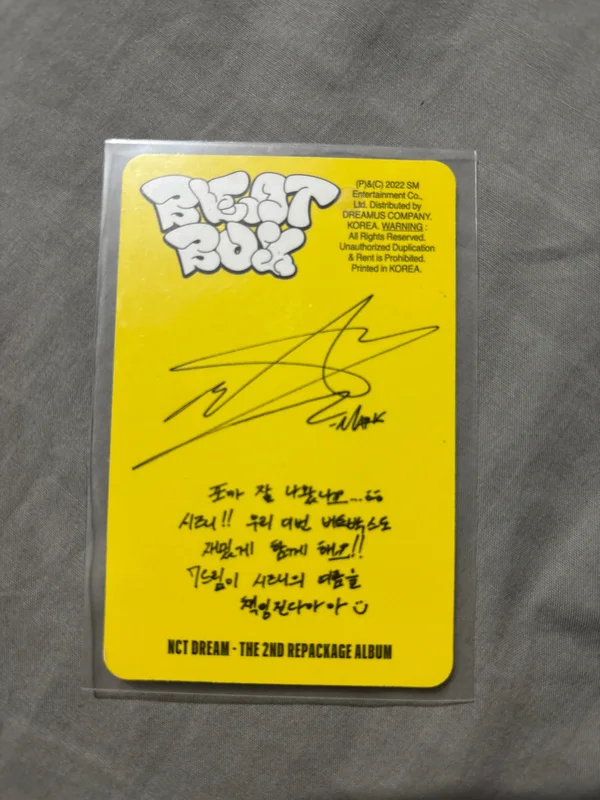 BEAT
BOX
(P)&(C) 2022 SM
Entertainment Co.,
Ltd. Distributed by
DREAMUS COMPANY.
KOREA. WARNING :
All Rights Reserved.
Unauthorized Duplication
& Rent is Prohibited.
Printed in KOREA.
-MARK
포카 잘 나왔나?...
시즈니!! 우리 이번 비트박스도
재밌게 함께 해요!!
7드림이 시즈니의 여름을
책임진다아아
NCT DREAM - THE 2ND REPACKAGE ALBUM